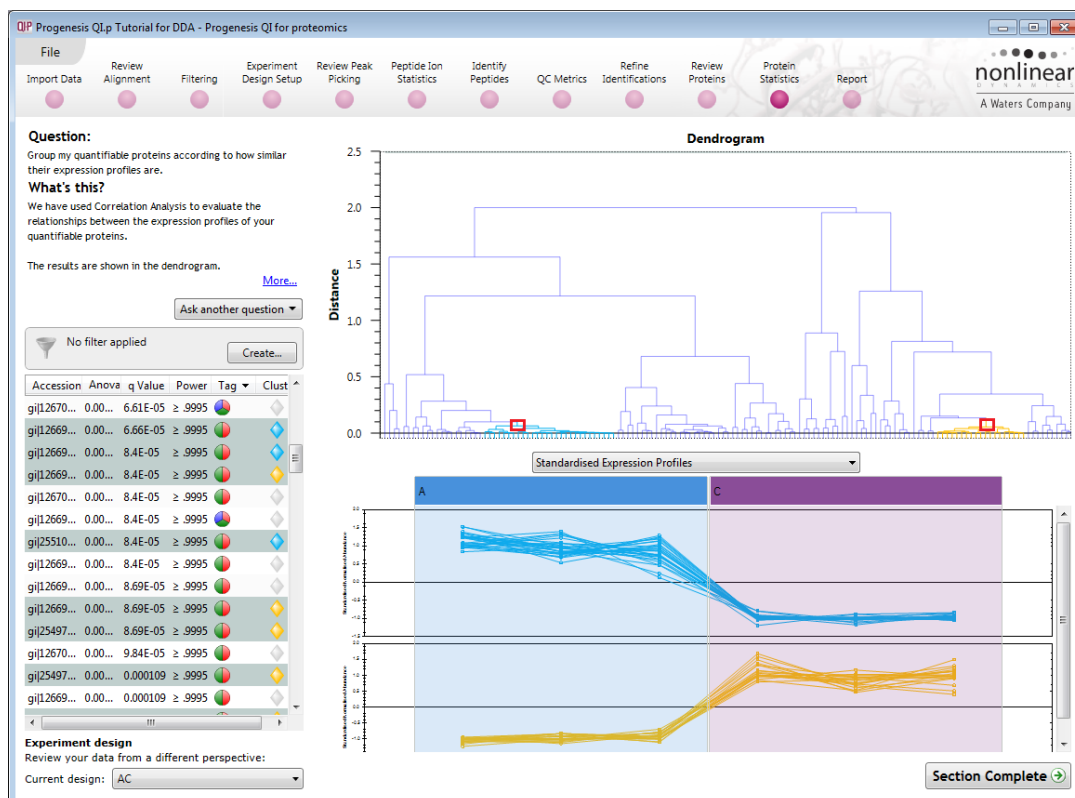 Progenesis QI.p Tutorial for DDA - Progenesis QI for proteomics
File
Import Data
Review Alignment
Filtering
Experiment Design Setup
Review Peak Picking
Peptide Ion Statistics
Identify Peptides
QC Metrics
Refine Identifications
Review Proteins
Protein Statistics
Report
nonlinear
DYNAMICS
A Waters Company
Question:
Group my quantifiable proteins according to how similar
their expression profiles are.
What's this?
We have used Correlation Analysis to evaluate the
relationships between the expression profiles of your
quantifiable proteins.
The results are shown in the dendrogram.
More...
Ask another question
No filter applied
Create...
Accession Anova q Value Power Tag Clust
gi|12670... 0.00... 6.61E-05 ≥ .9995
gi|12669... 0.00... 6.66E-05 ≥ .9995
gi|12669... 0.00... 8.4E-05 ≥ .9995
gi|12669... 0.00... 8.4E-05 ≥ .9995
gi|12670... 0.00... 8.4E-05 ≥ .9995
gi|12669... 0.00... 8.4E-05 ≥ .9995
gi|25510... 0.00... 8.4E-05 ≥ .9995
gi|12669... 0.00... 8.4E-05 ≥ .9995
gi|12669... 0.00... 8.69E-05 ≥ .9995
gi|12669... 0.00... 8.69E-05 ≥ .9995
gi|25497... 0.00... 8.69E-05 ≥ .9995
gi|12670... 0.00... 9.84E-05 ≥ .9995
gi|25497... 0.00... 0.000109 ≥ .9995
gi|12669... 0.00... 0.000109 ≥ .9995
Experiment design
Review your data from a different perspective:
Current design: AC
Dendrogram
Distance
2.5
2.0
1.5
1.0
0.5
0.0
Standardised Expression Profiles
A
C
Section Complete